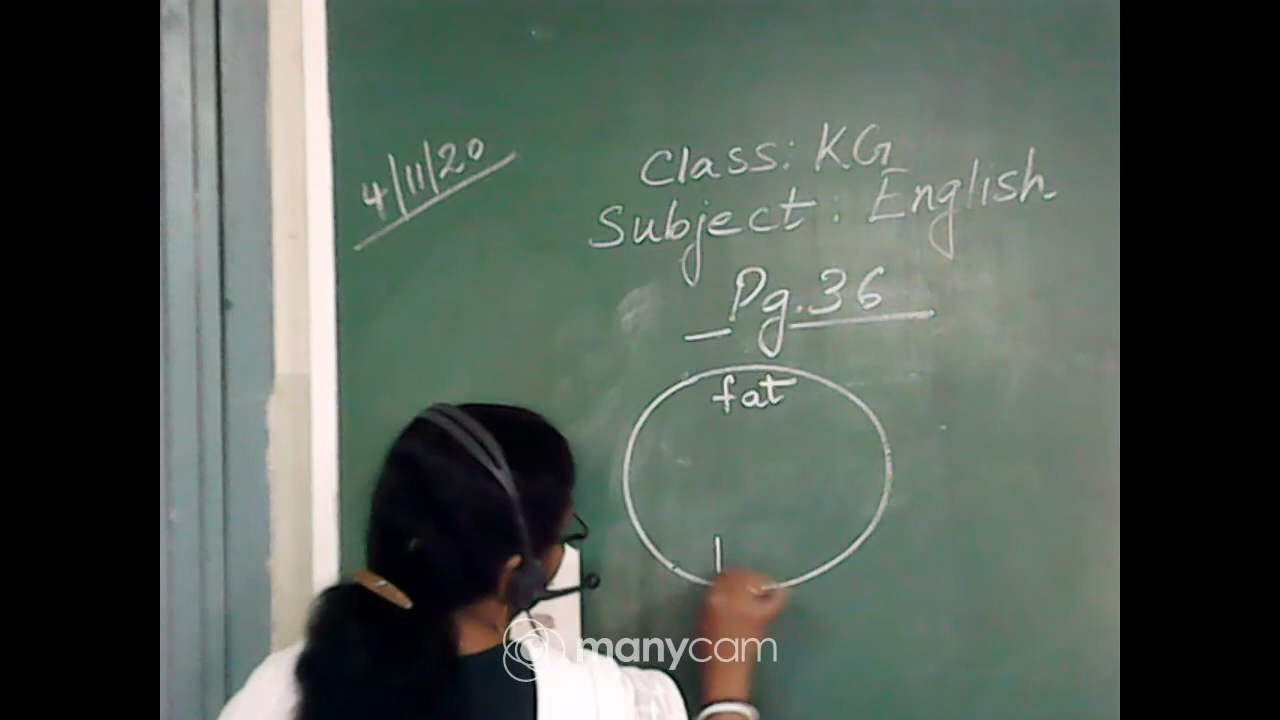 4/11/20
Class: KG
Subject: English
Pg.36
fat
manycam